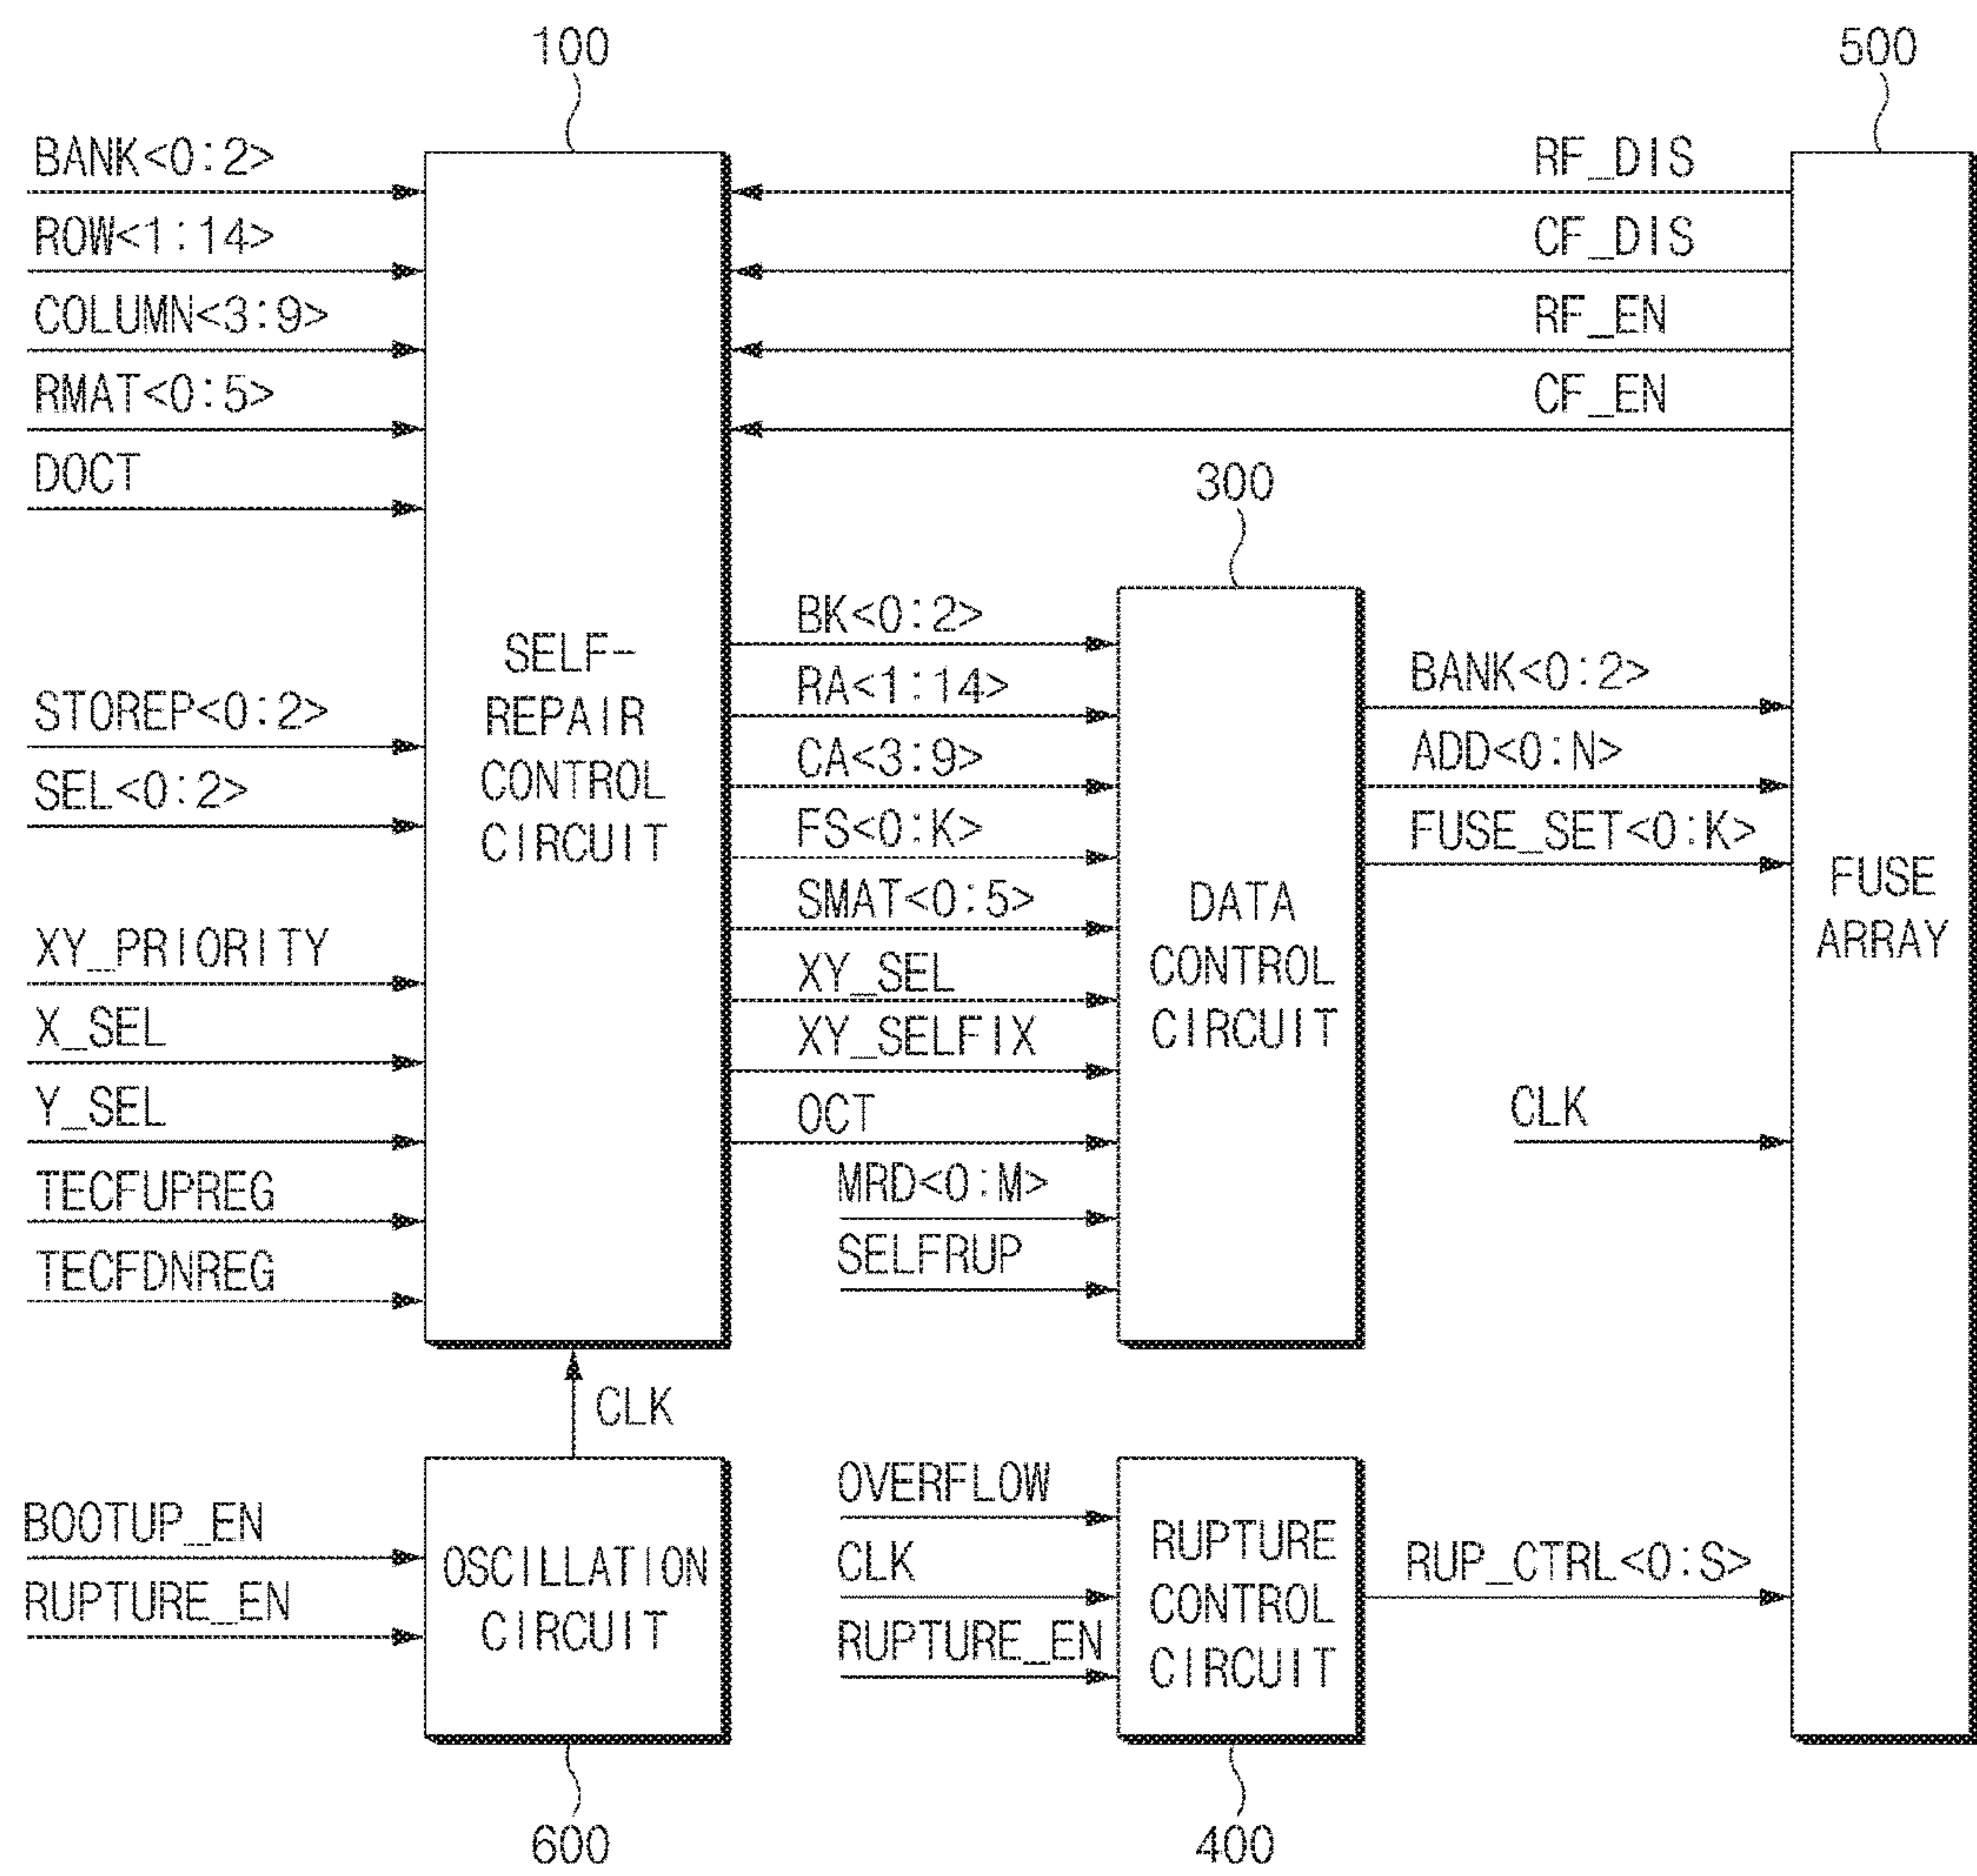 100
500
BANK<0:2>
ROW<1:14>
COLUMN<3:9>
RMAT<0:5>
DOCT
STOREP<0:2>
SEL<0:2>
XY_PRIORITY
X_SEL
Y_SEL
TECFUPREG
TECFDNREG
SELF-
REPAIR
CONTROL
CIRCUIT
RF_DIS
CF_DIS
RF_EN
CF_EN
300
BK<0:2>
RA<1:14>
CA<3:9>
FS<0:K>
SMAT<0:5>
XY_SEL
XY_SELFIX
OCT
MRD<0:M>
SELFRUP
DATA
CONTROL
CIRCUIT
BANK<0:2>
ADD<0:N>
FUSE_SET<0:K>
CLK
FUSE
ARRAY
CLK
BOOTUP_EN
RUPTURE_EN
OSCILLATION
CIRCUIT
OVERFLOW
CLK
RUPTURE_EN
RUPTURE
CONTROL
CIRCUIT
RUP_CTRL<0:S>
600
400